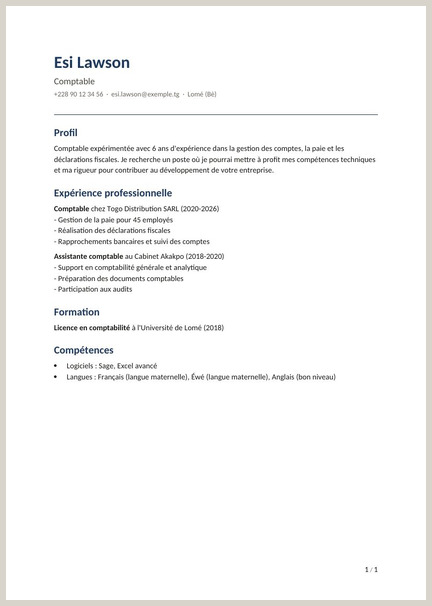 Esi Lawson
Comptable
+228 90 12 34 56 · esi.lawson@exemple.tg · Lomé (Bè)
Profil
Comptable expérimentée avec 6 ans d'expérience dans la gestion des comptes, la paie et les
déclarations fiscales. Je recherche un poste où je pourrai mettre à profit mes compétences techniques
et ma rigueur pour contribuer au développement de votre entreprise.
Expérience professionnelle
Comptable chez Togo Distribution SARL (2020-2026)
- Gestion de la paie pour 45 employés
- Réalisation des déclarations fiscales
- Rapprochements bancaires et suivi des comptes
Assistante comptable au Cabinet Akakpo (2018-2020)
- Support en comptabilité générale et analytique
- Préparation des documents comptables
- Participation aux audits
Formation
Licence en comptabilité à l'Université de Lomé (2018)
Compétences
• Logiciels : Sage, Excel avancé
• Langues : Français (langue maternelle), Éwé (langue maternelle), Anglais (bon niveau)
1 / 1